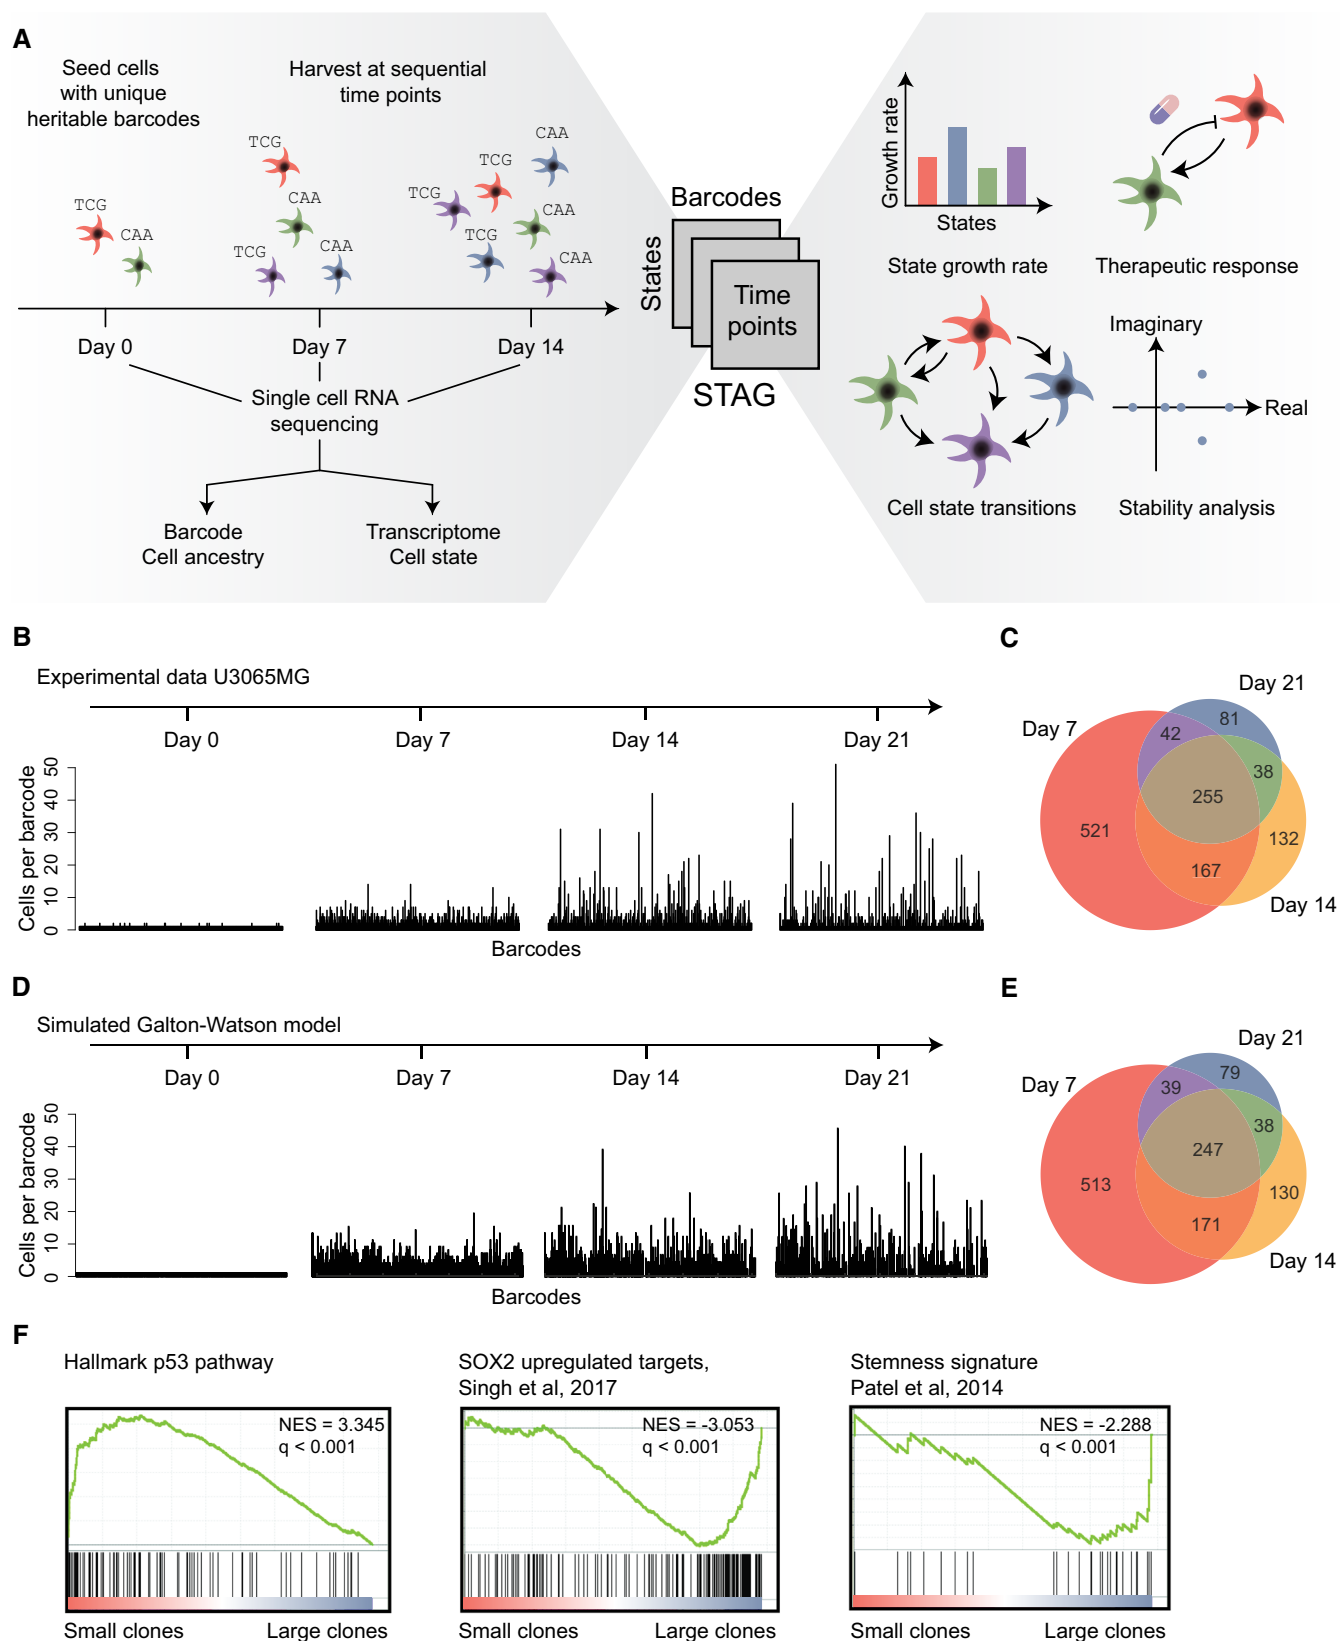 A
Seed cells
with unique
heritable barcodes
Harvest at sequential
time points
TCG
CAA
TCG
CAA
TCG
CAA
CAA
TCG
TCG
CAA
TCG
CAA
Day 0
Day 7
Day 14
Single cell RNA
sequencing
Barcode
Cell ancestry
Transcriptome
Cell state
Barcodes
States
Time
points
STAG
Growth rate
States
State growth rate
Therapeutic response
Cell state transitions
Imaginary
Real
Stability analysis
B
Experimental data U3065MG
Day 0
Day 7
Day 14
Day 21
Cells per barcode
50
40
30
20
10
0
Barcodes
C
Day 21
Day 7
Day 14
81
42
38
255
521
132
167
D
Simulated Galton-Watson model
Day 0
Day 7
Day 14
Day 21
Cells per barcode
50
40
30
20
10
0
Barcodes
E
Day 21
Day 7
Day 14
79
39
38
247
513
130
171
F
Hallmark p53 pathway
NES = 3.345
q < 0.001
Small clones
Large clones
SOX2 upregulated targets,
Singh et al, 2017
NES = -3.053
q < 0.001
Small clones
Large clones
Stemness signature
Patel et al, 2014
NES = -2.288
q < 0.001
Small clones
Large clones